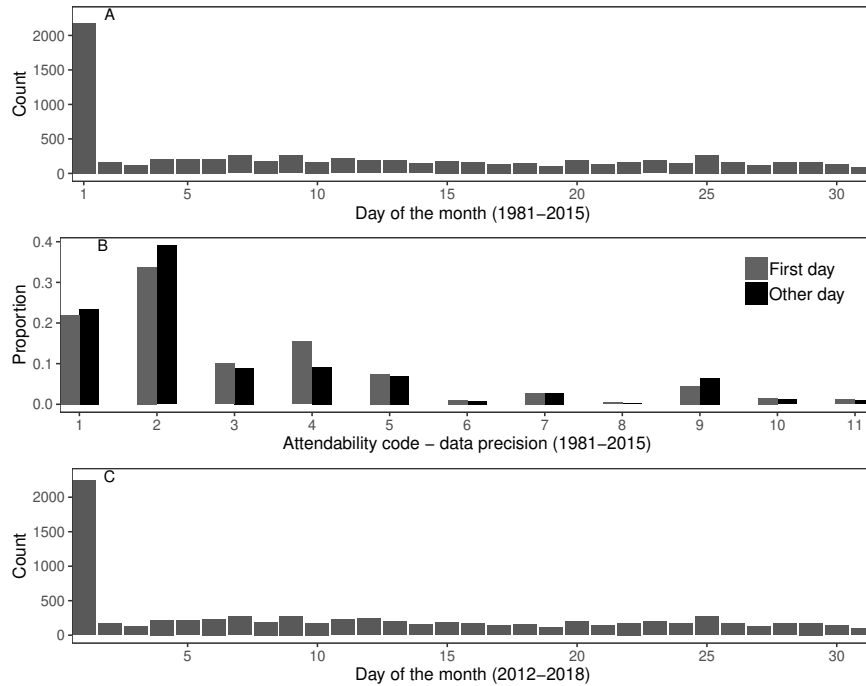 A
2000
1500
1000
500
0
Count
1 5 10 15 20 25 30
Day of the month (1981−2015)
B
0.4
0.3
0.2
0.1
0.0
Proportion
First day
Other day
1 2 3 4 5 6 7 8 9 10 11
Attendability code − data precision (1981−2015)
C
2000
1500
1000
500
0
Count
5 10 15 20 25 30
Day of the month (2012−2018)